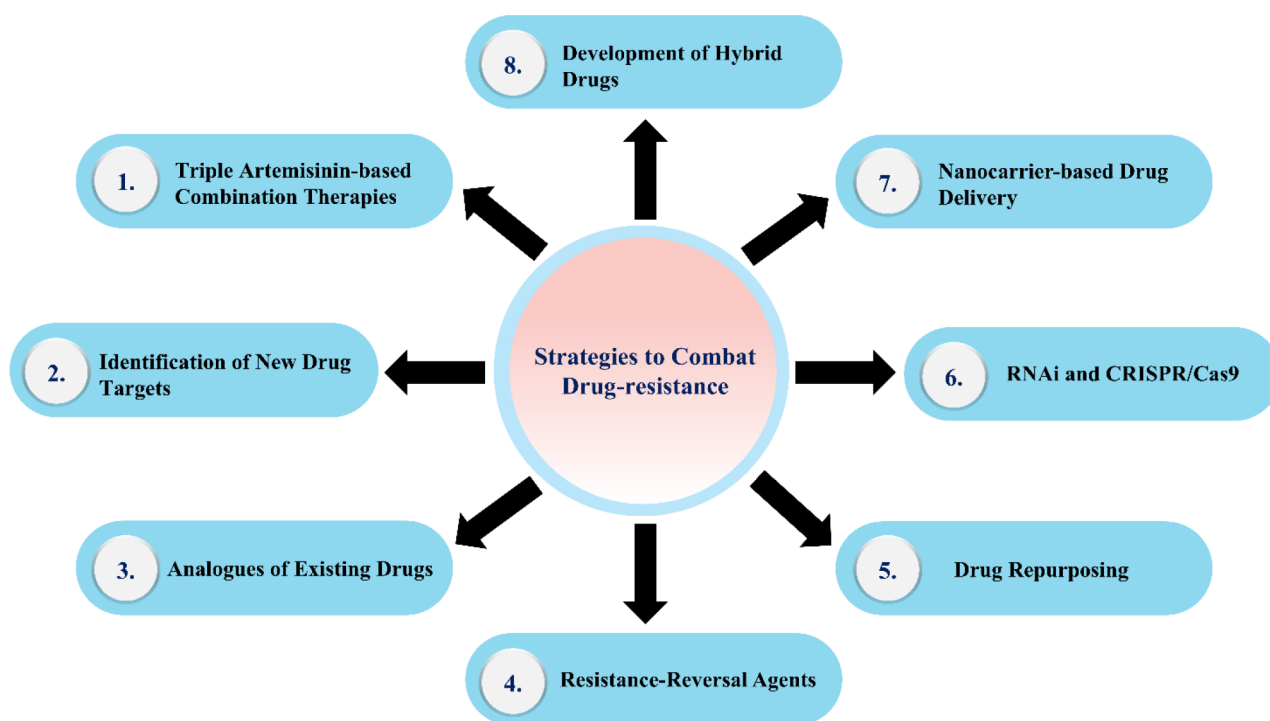 Strategies to Combat
Drug-resistance
1.
Triple Artemisinin-based
Combination Therapies
2.
Identification of New Drug
Targets
3.
Analogues of Existing Drugs
4.
Resistance-Reversal Agents
5.
Drug Repurposing
6.
RNAi and CRISPR/Cas9
7.
Nanocarrier-based Drug
Delivery
8.
Development of Hybrid
Drugs